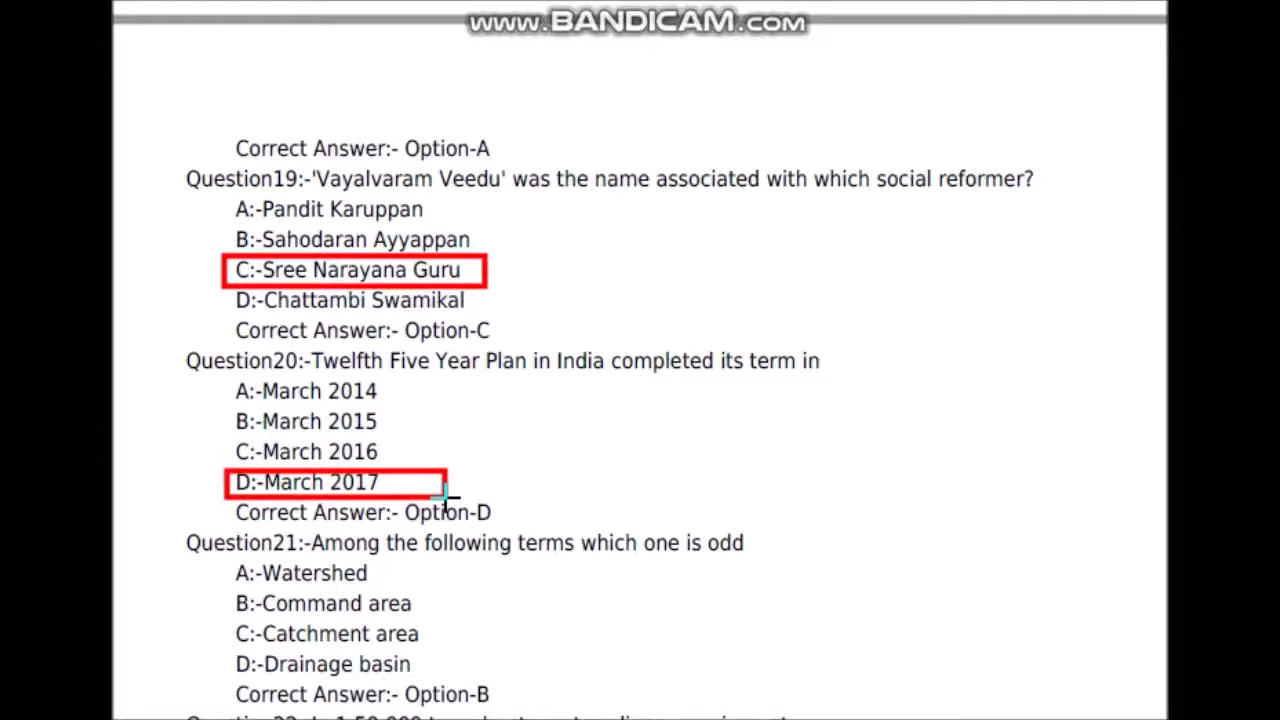 www.BANDICAM.com
Correct Answer:- Option-A
Question19:-'Vayalvaram Veedu' was the name associated with which social reformer?
A:-Pandit Karuppan
B:-Sahodaran Ayyappan
C:-Sree Narayana Guru
D:-Chattambi Swamikal
Correct Answer:- Option-C
Question20:-Twelfth Five Year Plan in India completed its term in
A:-March 2014
B:-March 2015
C:-March 2016
D:-March 2017
Correct Answer:- Option-D
Question21:-Among the following terms which one is odd
A:-Watershed
B:-Command area
C:-Catchment area
D:-Drainage basin
Correct Answer:- Option-B